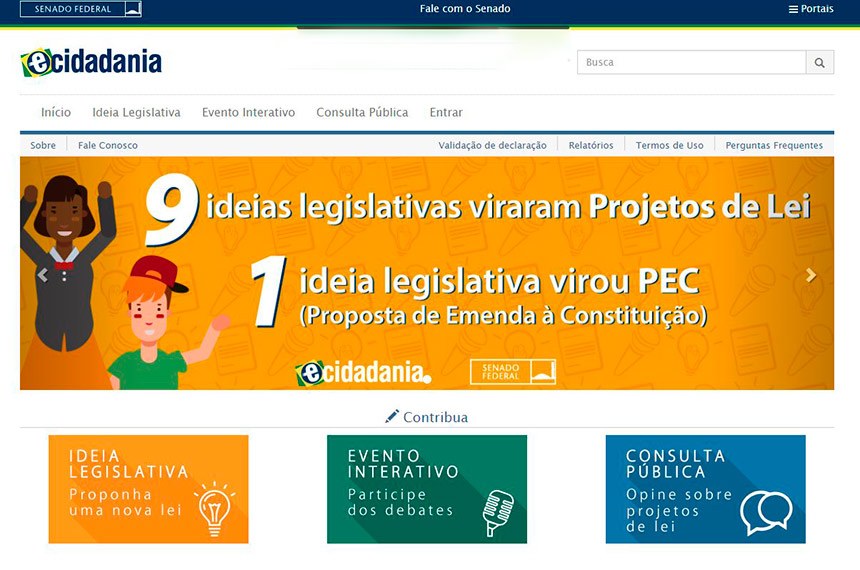 SENADO FEDERAL
Fale com o Senado
Portais
ecidadania
Busca
Início Ideia Legislativa Evento Interativo Consulta Pública Entrar
Sobre Fale Conosco Validação de declaração Relatórios Termos de Uso Perguntas Frequentes
9 ideias legislativas viraram Projetos de Lei
1 ideia legislativa virou PEC
(Proposta de Emenda à Constituição)
ecidadania.
SENADO
FEDERAL
Contribua
IDEIA
LEGISLATIVA
Proponha
uma nova lei
EVENTO
INTERATIVO
Participe
dos debates
CONSULTA
PÚBLICA
Opine sobre
projetos
de lei